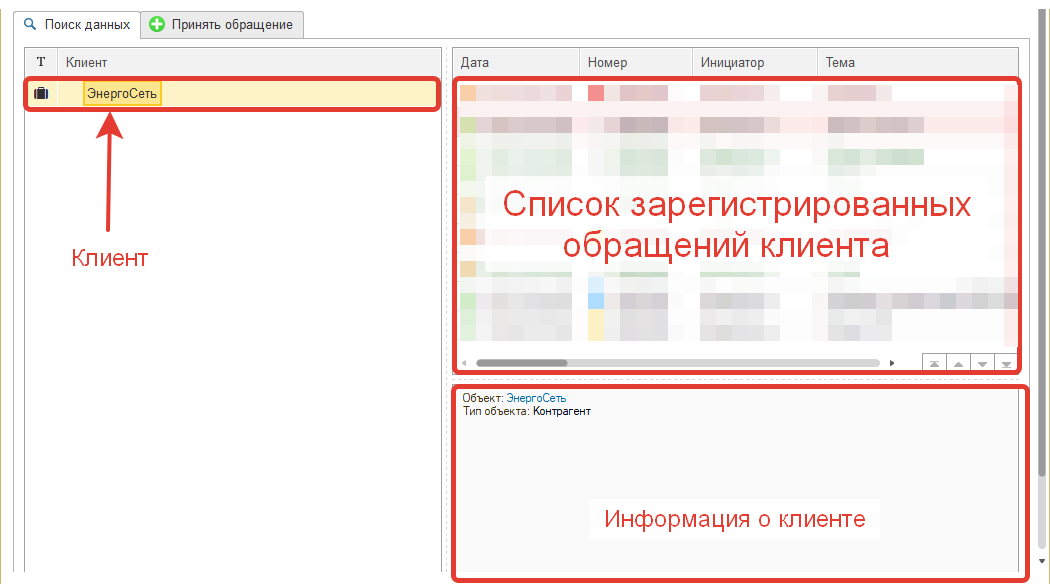 Поиск данных
Принять обращение
Т
Клиент
ЭнергоСеть
Клиент
Дата
Номер
Инициатор
Тема
Список зарегистрированных
обращений клиента
Объект: ЭнергоСеть
Тип объекта: Контрагент
Информация о клиенте